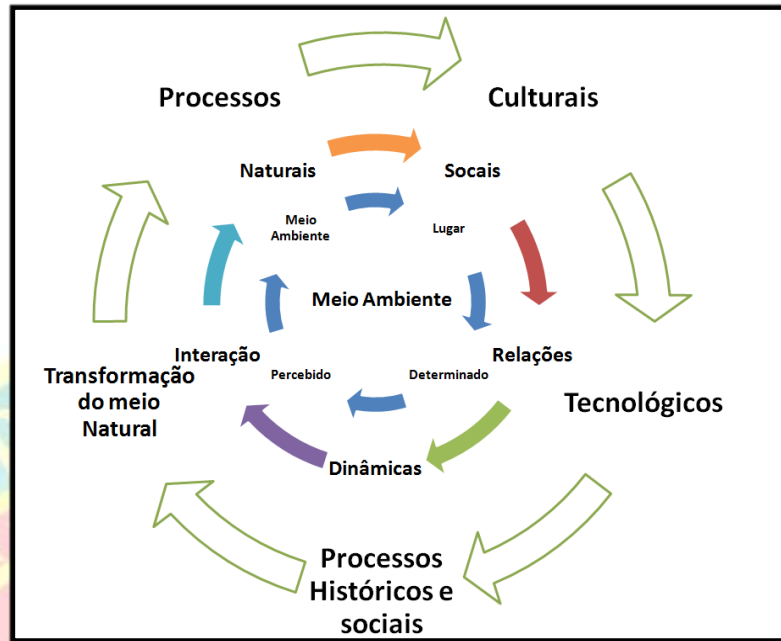 Processos
Culturais
Naturais
Socais
Meio
Ambiente
Lugar
Meio Ambiente
Interação
Percebido
Determinado
Relações
Transformação
do meio
Natural
Tecnológicos
Dinâmicas
Processos
Históricos e
sociais